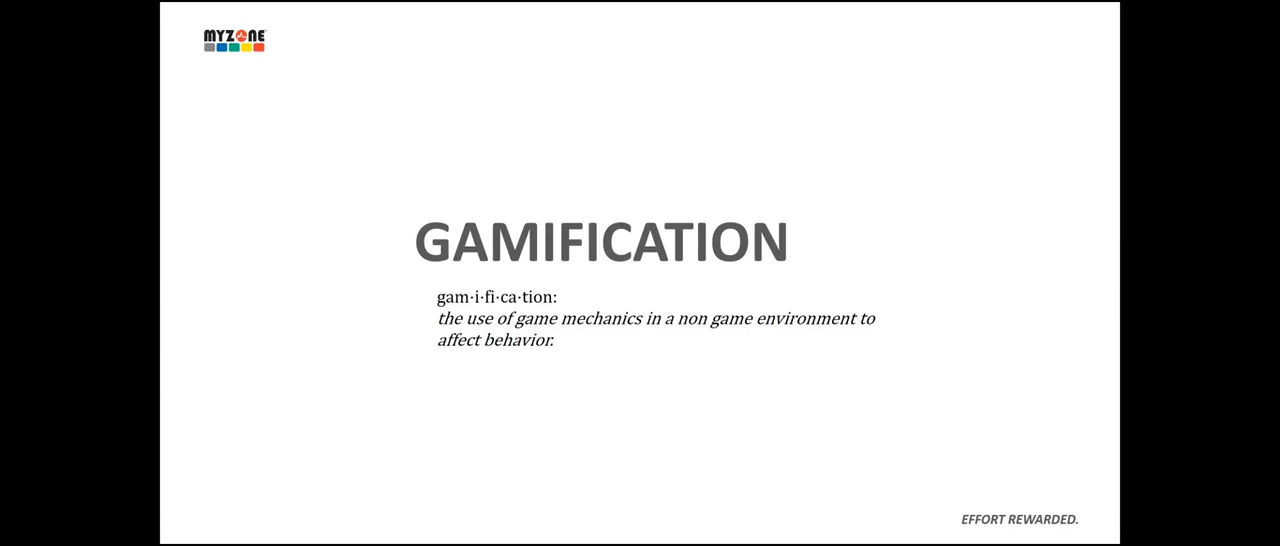 MYZONE
GAMIFICATION
gam·i·fi·ca·tion:
the use of game mechanics in a non game environment to
affect behavior.
EFFORT REWARDED.